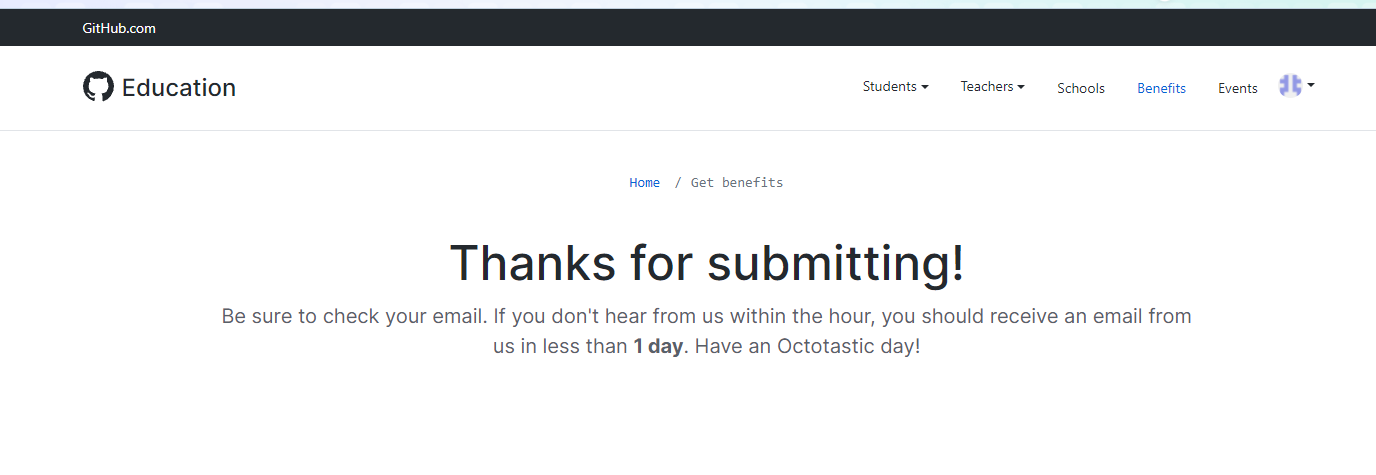 GitHub.com
Education
Students
Teachers
Schools
Benefits
Events
Home / Get benefits
Thanks for submitting!
Be sure to check your email. If you don't hear from us within the hour, you should receive an email from
us in less than 1 day. Have an Octotastic day!